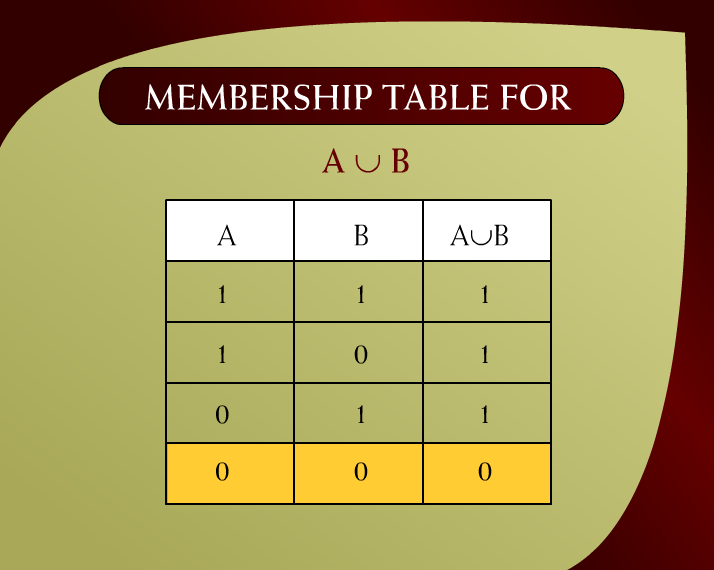 MEMBERSHIP TABLE FOR
A ∪ B
A B A∪B
1 1 1
1 0 1
0 1 1
0 0 0